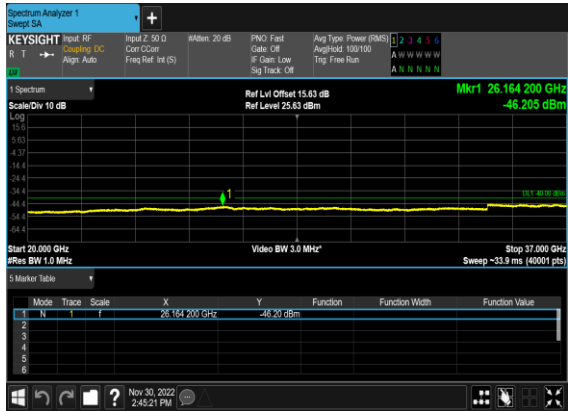 Spectrum Analyzer 1
Swept SA
+
KEYSIGHT Input: RF Input Z: 50 Ω #Atten: 20 dB PNO: Fast Avg Type: Power (RMS) 1 2 3 4 5 6
R T Coupling: DC Corr CCorr Gate: Off Avg|Hold: 100/100 A W W W W W
Align: Auto Freq Ref: Int (S) IF Gain: Low Trig: Free Run
Sig Track: Off A N N N N N
1 Spectrum
Ref Lvl Offset 15.63 dB Mkr1 26.164 200 GHz
Scale/Div 10 dB Ref Level 25.63 dBm -46.205 dBm
Log
15.6
5.63
-4.37
-14.4
-24.4
-34.4 1 DL1 -40.00 dBm
-44.4
-54.4
-64.4
Start 20.000 GHz Video BW 3.0 MHz* Stop 37.000 GHz
#Res BW 1.0 MHz Sweep ~33.9 ms (40001 pts)
5 Marker Table
Mode Trace Scale X Y Function Function Width Function Value
1 N 1 f 26.164 200 GHz -46.20 dBm
2
3
4
5
6
? Nov 30, 2022
2:45:21 PM